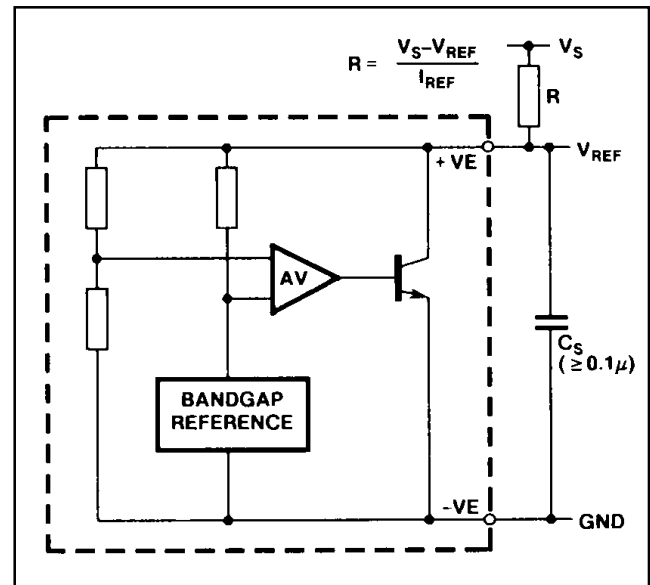 R = V_S–V_REF / I_REF
V_S
R
+ VE
V_REF
AV
C_S
(≥0.1μ)
BANDGAP
REFERENCE
–VE
GND